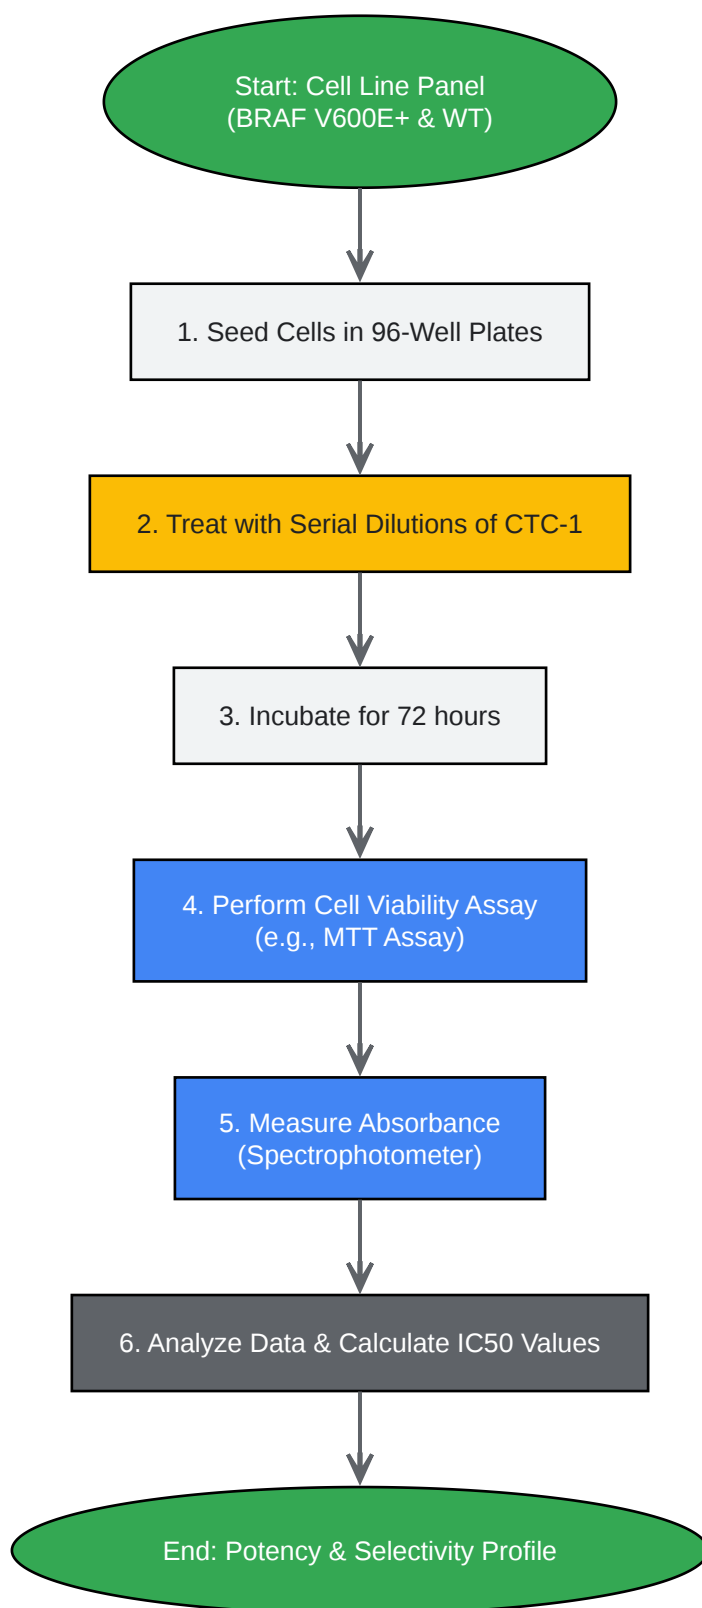 Start: Cell Line Panel
(BRAF V600E+ & WT)
1. Seed Cells in 96-Well Plates
2. Treat with Serial Dilutions of CTC-1
3. Incubate for 72 hours
4. Perform Cell Viability Assay
(e.g., MTT Assay)
5. Measure Absorbance
(Spectrophotometer)
6. Analyze Data & Calculate IC50 Values
End: Potency & Selectivity Profile